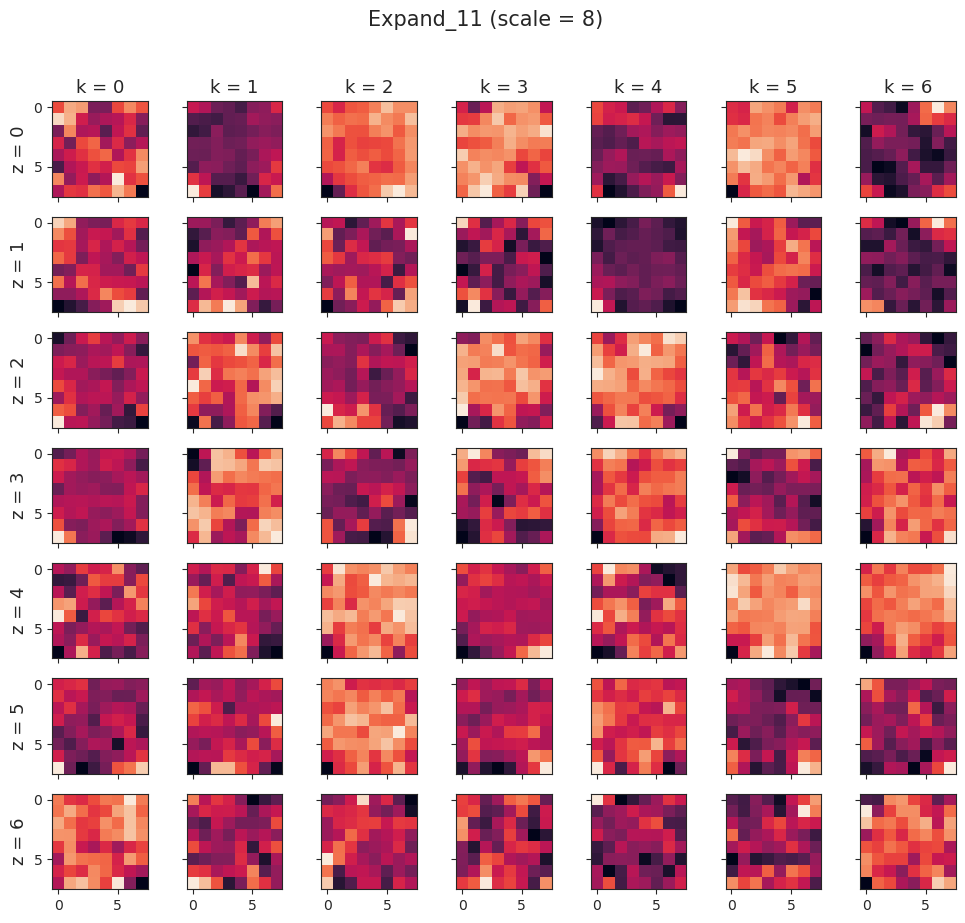 Expand_11 (scale = 8)
k = 0 k = 1 k = 2 k = 3 k = 4 k = 5 k = 6
z = 0
0
5
z = 1
0
5
z = 2
0
5
z = 3
0
5
z = 4
0
5
z = 5
0
5
z = 6
0
5
0 5 0 5 0 5 0 5 0 5 0 5 0 5